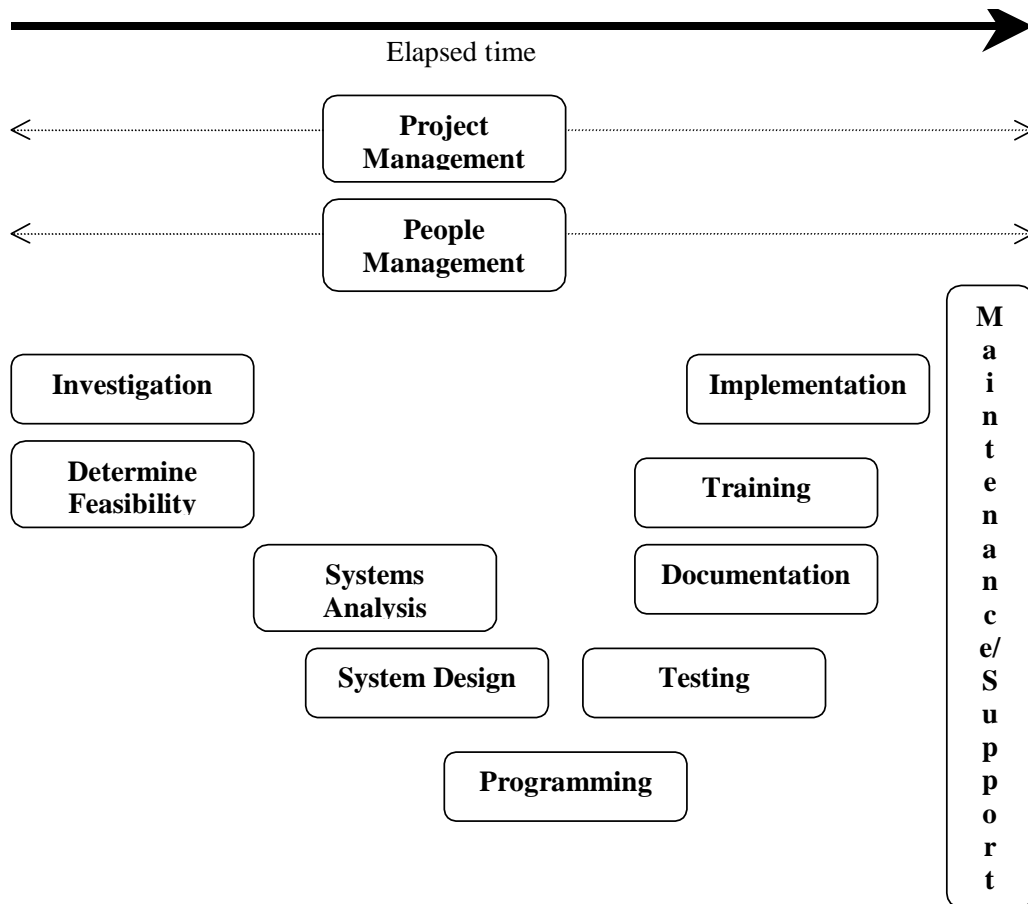 Elapsed time
Project
Management
People
Management
Investigation
Implementation
Determine
Feasibility
Training
Systems
Analysis
Documentation
System Design
Testing
Programming
M
a
i
n
t
e
n
a
n
c
e/
S
u
p
p
o
r
t